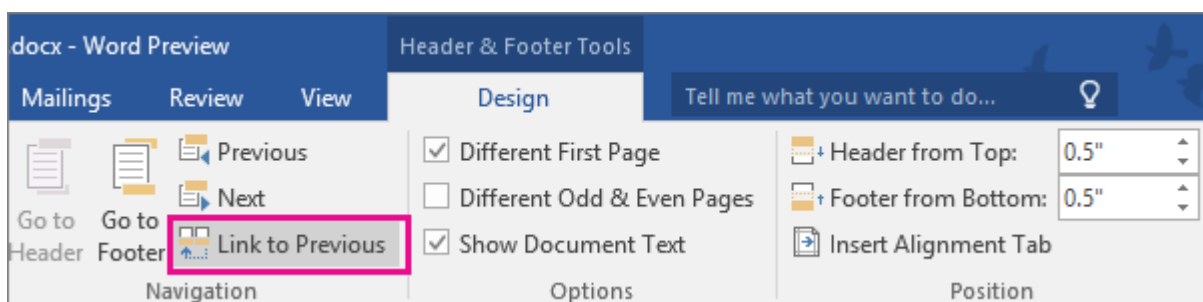 docx - Word Preview
Header & Footer Tools
Mailings
Review
View
Design
Tell me what you want to do...
Go to
Header
Go to
Footer
Previous
Next
Link to Previous
Navigation
Different First Page
Different Odd & Even Pages
Show Document Text
Options
Header from Top: 0.5"
Footer from Bottom: 0.5"
Insert Alignment Tab
Position